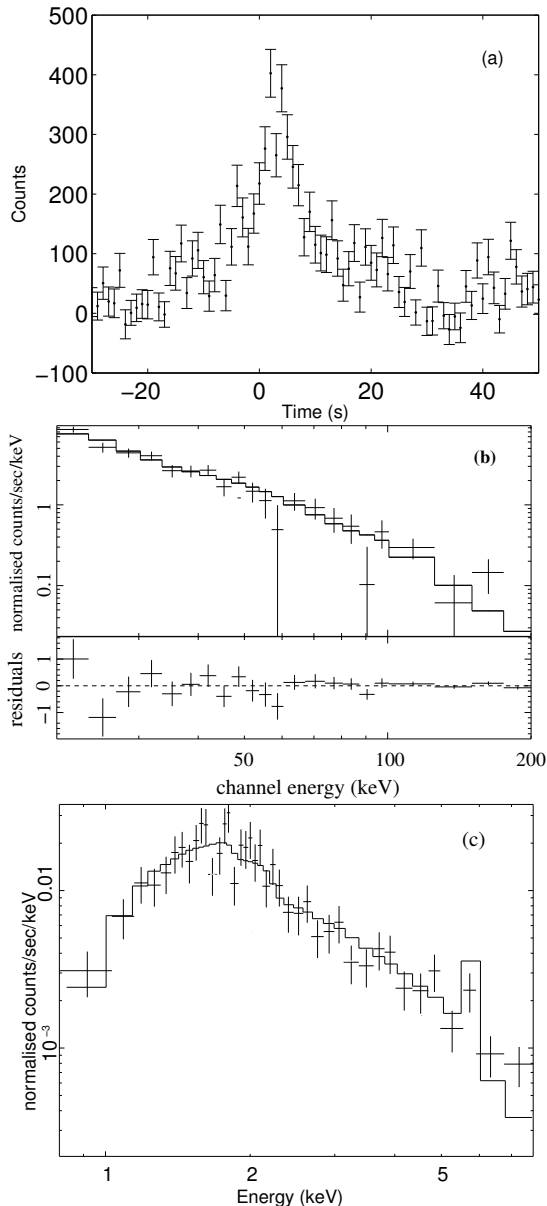 500
400
300
200
100
0
−100
Counts
(a)
−20
0
20
40
Time (s)
normalised counts/sec/keV
1
0.1
(b)
residuals
1
0
−1
50
100
200
channel energy (keV)
normalised counts/sec/keV
0.01
10⁻³
(c)
1
2
5
Energy (keV)